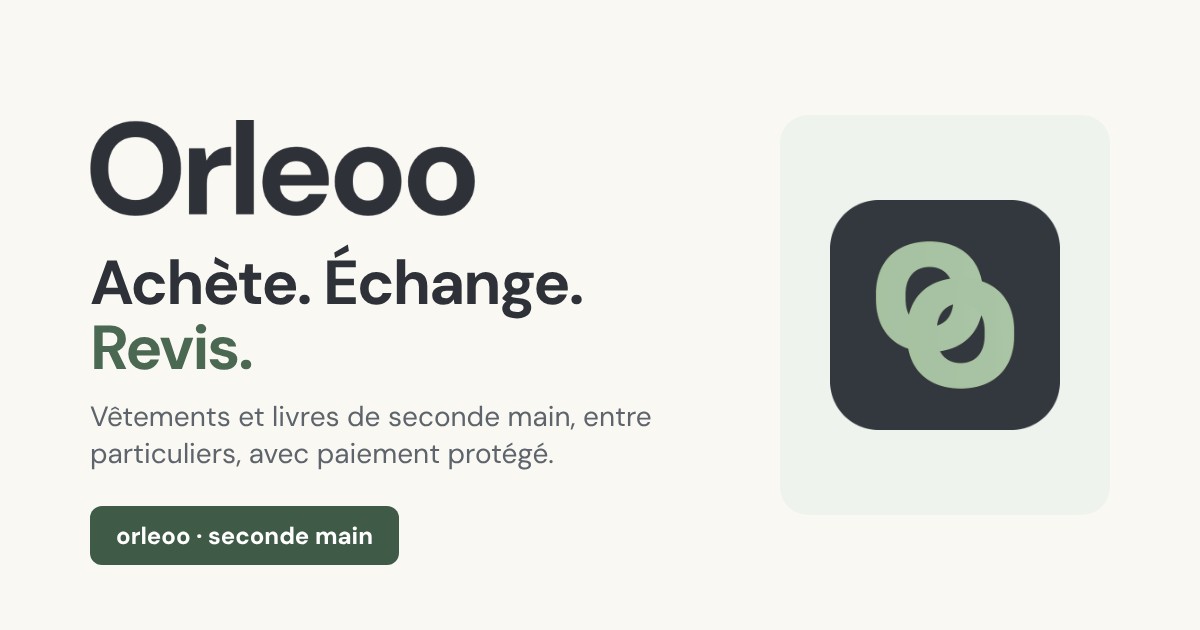 Orleoo
Achète. Échange.
Revis.
Vêtements et livres de seconde main, entre
particuliers, avec paiement protégé.
orleoo · seconde main